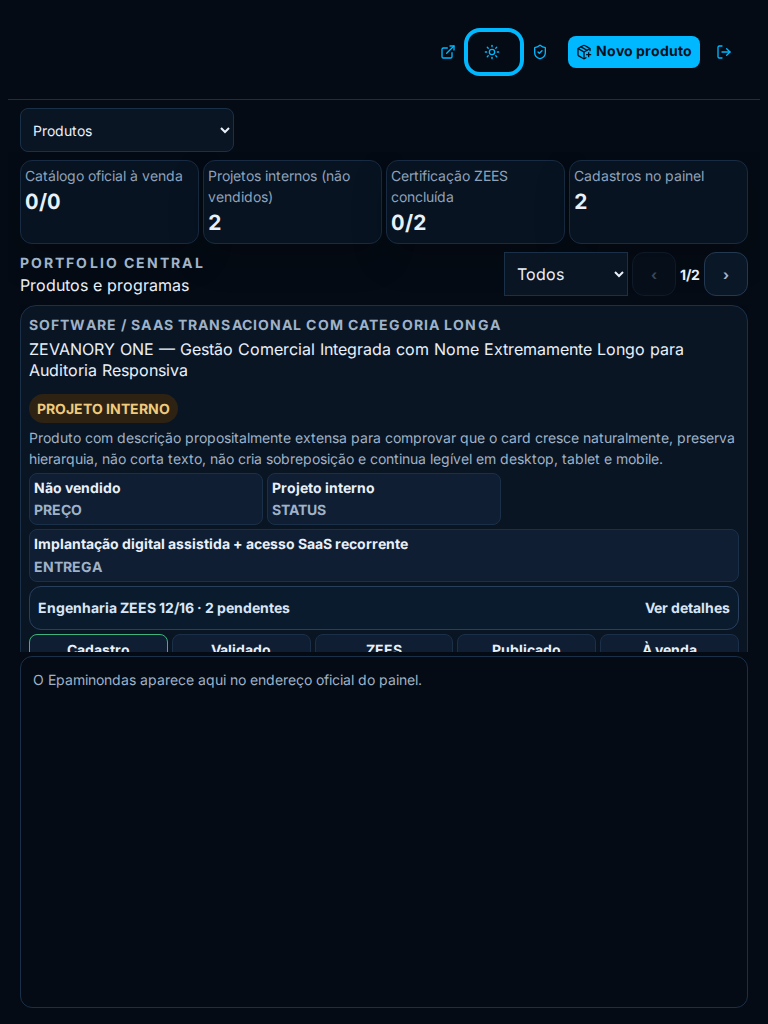 Novo produto
Produtos
Catálogo oficial à venda
0/0
Projetos internos (não
vendidos)
2
Certificação ZEES
concluída
0/2
Cadastros no painel
2
PORTFOLIO CENTRAL
Produtos e programas
Todos
‹
1/2
›
SOFTWARE / SAAS TRANSACIONAL COM CATEGORIA LONGA
ZEVANORY ONE — Gestão Comercial Integrada com Nome Extremamente Longo para
Auditoria Responsiva
PROJETO INTERNO
Produto com descrição propositalmente extensa para comprovar que o card cresce naturalmente, preserva
hierarquia, não corta texto, não cria sobreposição e continua legível em desktop, tablet e mobile.
Não vendido
PREÇO
Projeto interno
STATUS
Implantação digital assistida + acesso SaaS recorrente
ENTREGA
Engenharia ZEES 12/16 · 2 pendentes
Ver detalhes
Cadastro
Validado
ZEES
Publicado
À venda
O Epaminondas aparece aqui no endereço oficial do painel.